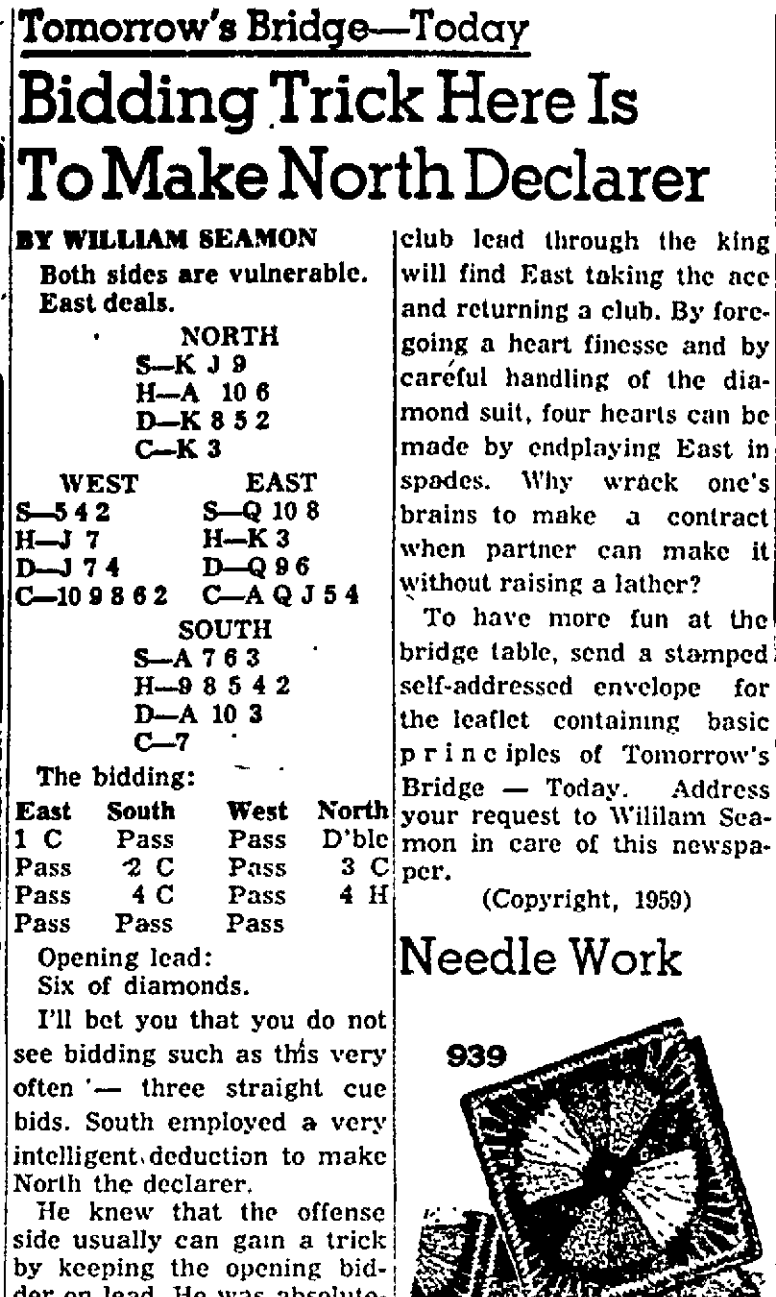 Tomorrow's Bridge—Today
Bidding Trick Here Is
To Make North Declarer
BY WILLIAM SEAMON
Both sides are vulnerable.
East deals.
NORTH
S—K J 9
H—A 10 6
D—K 8 5 2
C—K 3
WEST EAST
S—5 4 2 S—Q 10 8
H—J 7 H—K 3
D—J 7 4 D—Q 9 6
C—10 9 8 6 2 C—A Q J 5 4
SOUTH
S—A 7 6 3
H—9 8 5 4 2
D—A 10 3
C—7
The bidding:
East South West North
1 C Pass Pass D'ble
Pass 2 C Pass 3 C
Pass 4 C Pass 4 H
Pass Pass Pass
Opening lead:
Six of diamonds.
I'll bet you that you do not
see bidding such as this very
often — three straight cue
bids. South employed a very
intelligent deduction to make
North the declarer.
He knew that the offense
side usually can gain a trick
by keeping the opening bid-
der on lead. He was absolute-
club lead through the king
will find East taking the ace
and returning a club. By fore-
going a heart finesse and by
careful handling of the dia-
mond suit, four hearts can be
made by endplaying East in
spades. Why wrack one's
brains to make a contract
when partner can make it
without raising a lather?
To have more fun at the
bridge table, send a stamped
self-addressed envelope for
the leaflet containing basic
principles of Tomorrow's
Bridge — Today. Address
your request to Wililam Sea-
mon in care of this newspa-
per.
(Copyright, 1959)
Needle Work
939